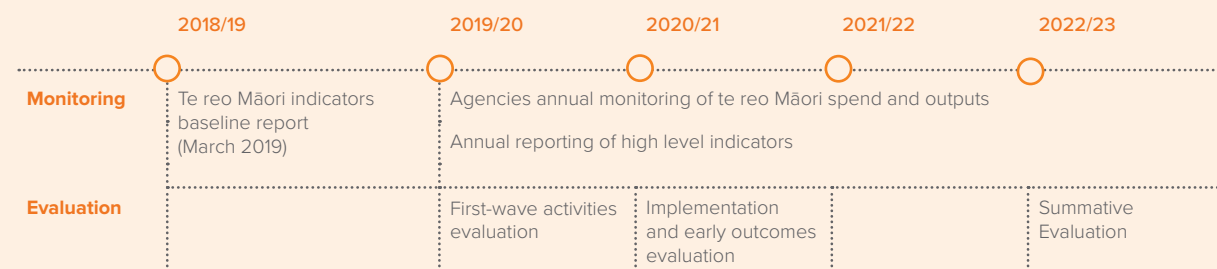 2018/19 2019/20 2020/21 2021/22 2022/23
Monitoring
Te reo Māori indicators
baseline report
(March 2019)
Agencies annual monitoring of te reo Māori spend and outputs
Annual reporting of high level indicators
Evaluation
First-wave activities
evaluation
Implementation
and early outcomes
evaluation
Summative
Evaluation